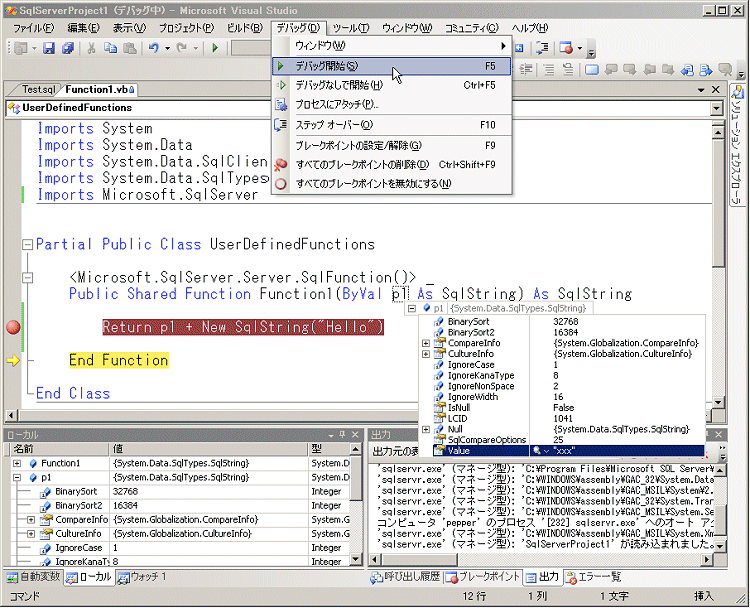 SqlServerProject1 (デバッグ中) - Microsoft Visual Studio
ファイル(F) 編集(E) 表示(V) プロジェクト(P) ビルド(B) デバッグ(D) ツール(T) ウィンドウ(W) コミュニティ(C) ヘルプ(H)
ウィンドウ(W)
デバッグ開始(S) F5
デバッグなしで開始(H) Ctrl+F5
プロセスにアタッチ(P)...
ステップ オーバー(O) F10
ブレークポイントの設定/解除(G) F9
すべてのブレークポイントの削除(D) Ctrl+Shift+F9
すべてのブレークポイントを無効にする(N)
Test.sql Function1.vb
UserDefinedFunctions
ソリューション エクスプローラ
Imports System
Imports System.Data
Imports System.Data.SqlClien
Imports System.Data.SqlTypes
Imports Microsoft.SqlServer
Partial Public Class UserDefinedFunctions
<Microsoft.SqlServer.Server.SqlFunction()> _
Public Shared Function Function1(ByVal p1 As SqlString) As SqlString
Return p1 + New SqlString("Hello")
End Function
End Class
p1 {System.Data.SqlTypes.SqlString}
BinarySort 32768
BinarySort2 16384
CompareInfo {System.Globalization.CompareInfo}
CultureInfo {System.Globalization.CultureInfo}
IgnoreCase 1
IgnoreKanaType 8
IgnoreNonSpace 2
IgnoreWidth 16
IsNull False
LCID 1041
Null {System.Data.SqlTypes.SqlString}
SqlCompareOptions 25
Value "xxx"
ローカル
名前 値 型
Function1 {System.Data.SqlTypes.SqlString} System.D
p1 {System.Data.SqlTypes.SqlString} System.D
BinarySort 32768 Integer
BinarySort2 16384 Integer
CompareInfo {System.Globalization.CompareInfo} System.G
CultureInfo {System.Globalization.CultureInfo} System.G
IgnoreCase 1 Integer
IgnoreKanaTy 8 Integer
自動変数 ローカル ウォッチ 1
出力
出力元の表
'sqlservr.exe' (マネージ型): 'C:¥Program Files¥Microsoft SQL Server¥
'sqlservr.exe' (マネージ型): 'C:¥WINDOWS¥assembly¥GAC_32¥System.Data
'sqlservr.exe' (マネージ型): 'C:¥WINDOWS¥assembly¥GAC_MSIL¥System¥2.
'sqlservr.exe' (マネージ型): 'C:¥WINDOWS¥assembly¥GAC_32¥System.Tran
'sqlservr.exe' (マネージ型): 'C:¥WINDOWS¥assembly¥GAC_MSIL¥System.Se
コンピュータ 'pepper' のプロセス '[232] sqlservr.exe' へのオート アタ
'sqlservr.exe' (マネージ型): 'C:¥WINDOWS¥assembly¥GAC_MSIL¥System.Xm
'sqlservr.exe' (マネージ型): 'SqlServerProject1' が読み込まれました。
呼び出し履歴 ブレークポイント 出力 エラー一覧
コマンド 12 行 1 列 1 文字 挿入